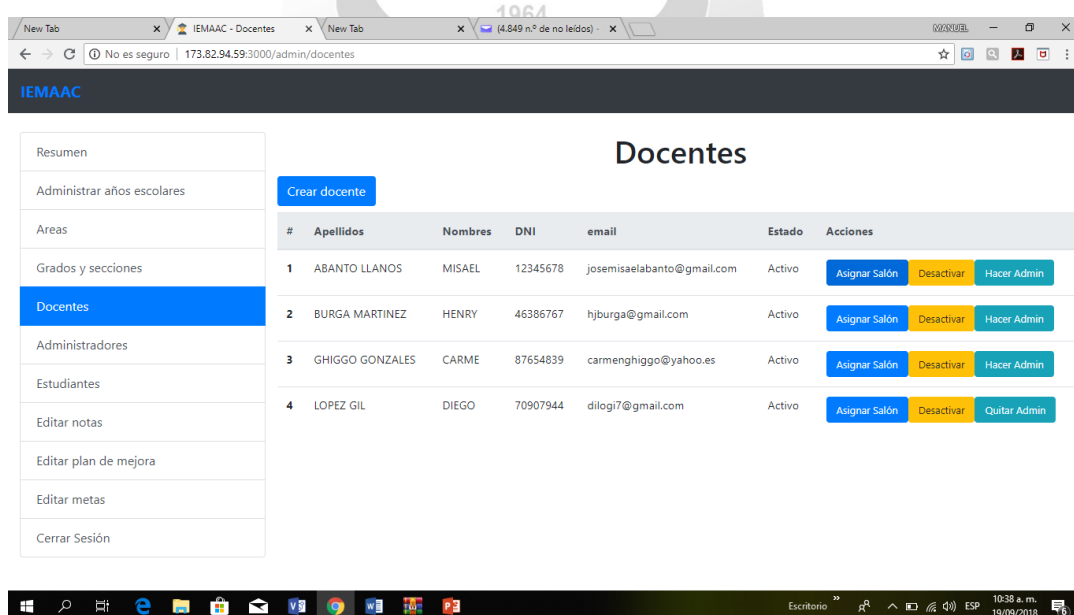 1964
New Tab IEMAAC - Docentes New Tab (4.849 n.º de no leídos) - MANUEL
No es seguro | 173.82.94.59:3000/admin/docentes
IEMAAC
Docentes
Resumen
Administrar años escolares
Areas
Grados y secciones
Docentes
Administradores
Estudiantes
Editar notas
Editar plan de mejora
Editar metas
Cerrar Sesión
Crear docente
# Apellidos Nombres DNI email Estado Acciones
1 ABANTO LLANOS MISAEL 12345678 josemisaelabanto@gmail.com Activo Asignar Salón Desactivar Hacer Admin
2 BURGA MARTINEZ HENRY 46386767 hjburga@gmail.com Activo Asignar Salón Desactivar Hacer Admin
3 GHIGGO GONZALES CARME 87654839 carmenghiggo@yahoo.es Activo Asignar Salón Desactivar Hacer Admin
4 LOPEZ GIL DIEGO 70907944 dilogi7@gmail.com Activo Asignar Salón Desactivar Quitar Admin
Escritorio » ESP 10:38 a. m.
19/09/2018